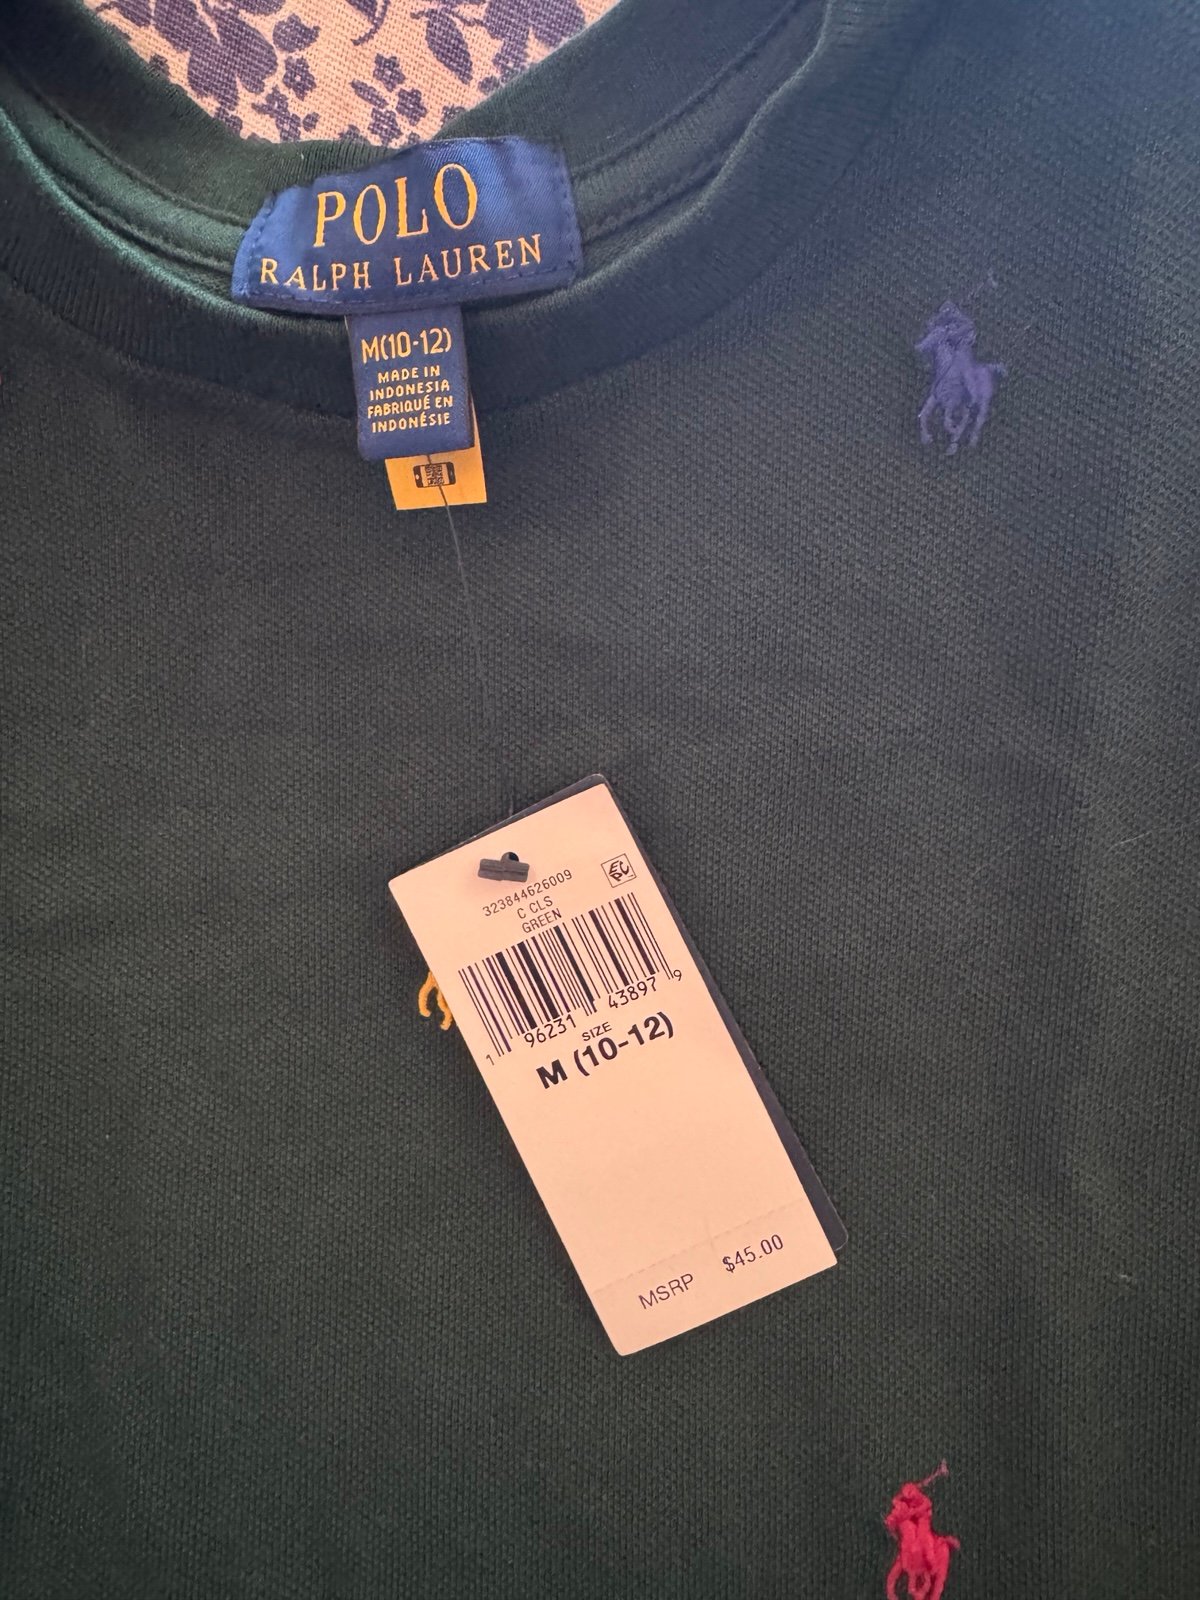 POLO
RALPH LAUREN
M(10-12)
MADE IN
INDONESIA
FABRIQUÉ EN
INDONÉSIE
323844626009
C CLS
GREEN
1 96231 43897 9
SIZE
M (10-12)
MSRP $45.00